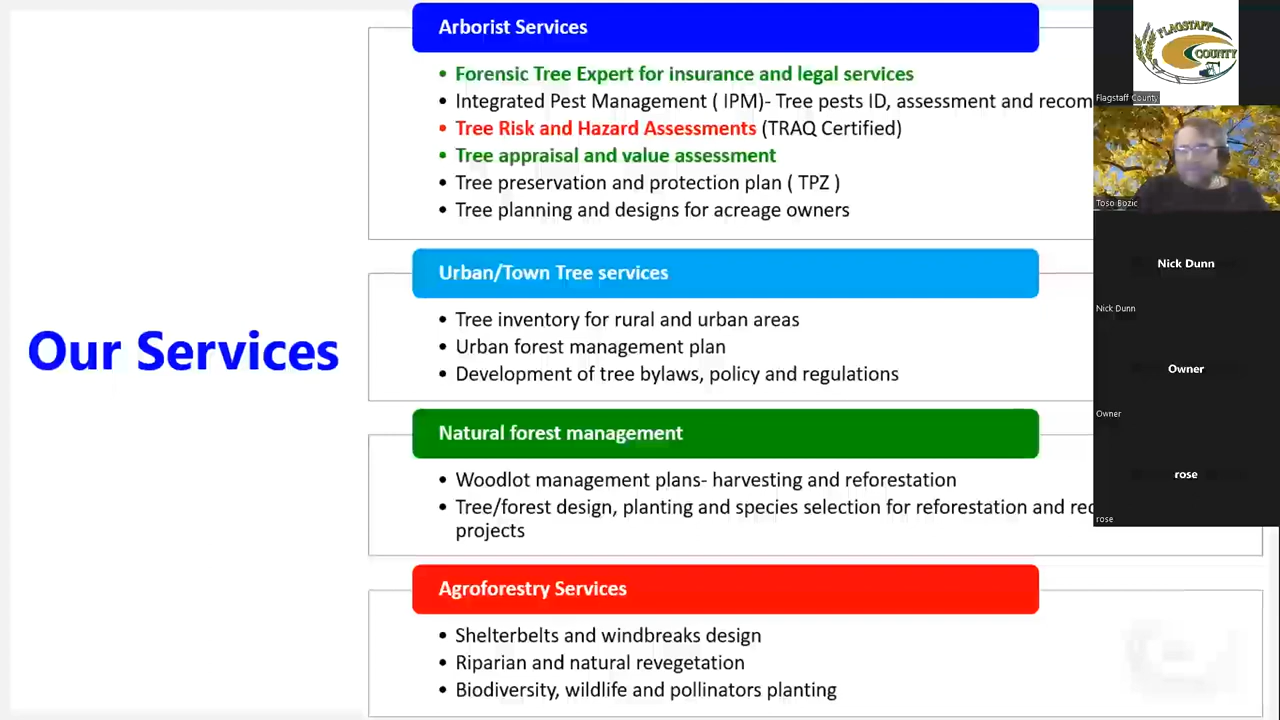 Arborist Services
• Forensic Tree Expert for insurance and legal services
• Integrated Pest Management ( IPM)- Tree pests ID, assessment and recom
• Tree Risk and Hazard Assessments (TRAQ Certified)
• Tree appraisal and value assessment
• Tree preservation and protection plan ( TPZ )
• Tree planning and designs for acreage owners
Urban/Town Tree services
• Tree inventory for rural and urban areas
• Urban forest management plan
• Development of tree bylaws, policy and regulations
Our Services
Natural forest management
• Woodlot management plans- harvesting and reforestation
• Tree/forest design, planting and species selection for reforestation and rec
projects
Agroforestry Services
• Shelterbelts and windbreaks design
• Riparian and natural revegetation
• Biodiversity, wildlife and pollinators planting
FLAGSTAFF
COUNTY
Flagstaff County
Toso Bozic
Nick Dunn
Nick Dunn
Owner
Owner
rose
rose